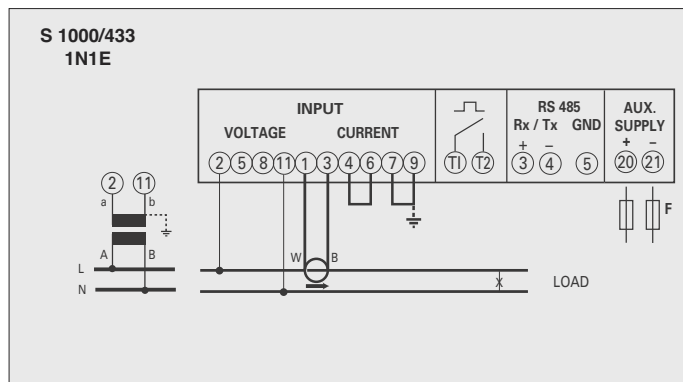 S 1000/433
1N1E
INPUT
VOLTAGE CURRENT
RS 485
Rx / Tx GND
+ –
AUX.
SUPPLY
+ –
2 5 8 11 1 3 4 6 7 9 T1 T2 3 4 5 20 21
2 11
a b
F
A B
W B
L
N
X
LOAD